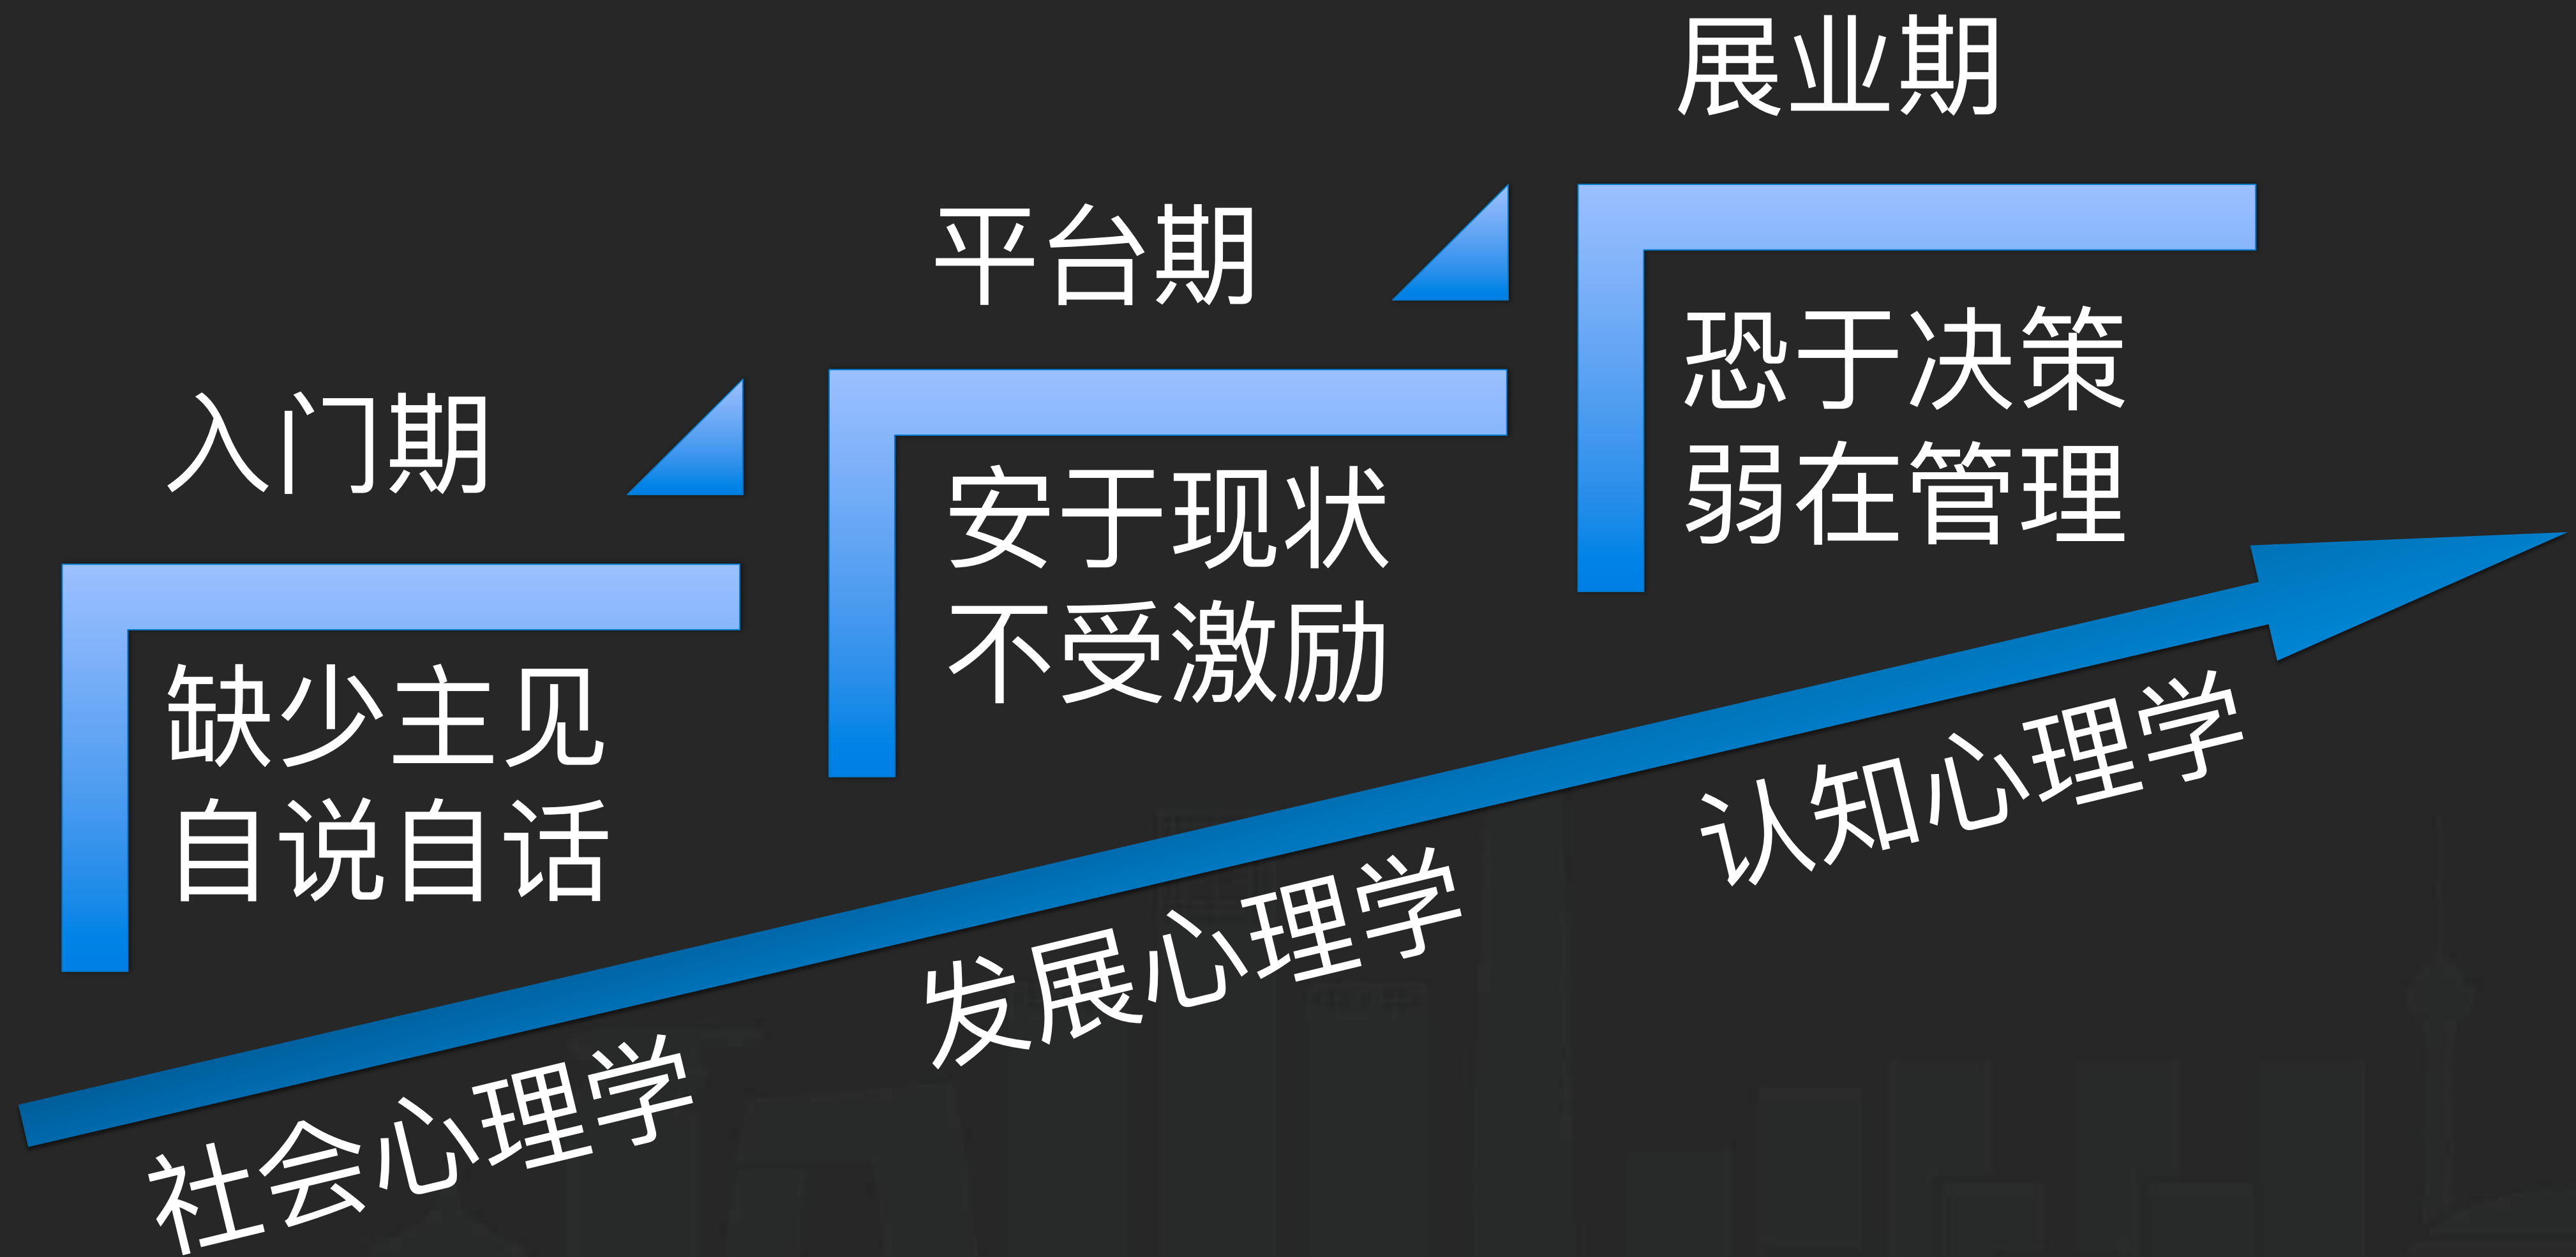 入门期
缺少主见
自说自话
平台期
安于现状
不受激励
展业期
恐于决策
弱在管理
社会心理学
发展心理学
认知心理学